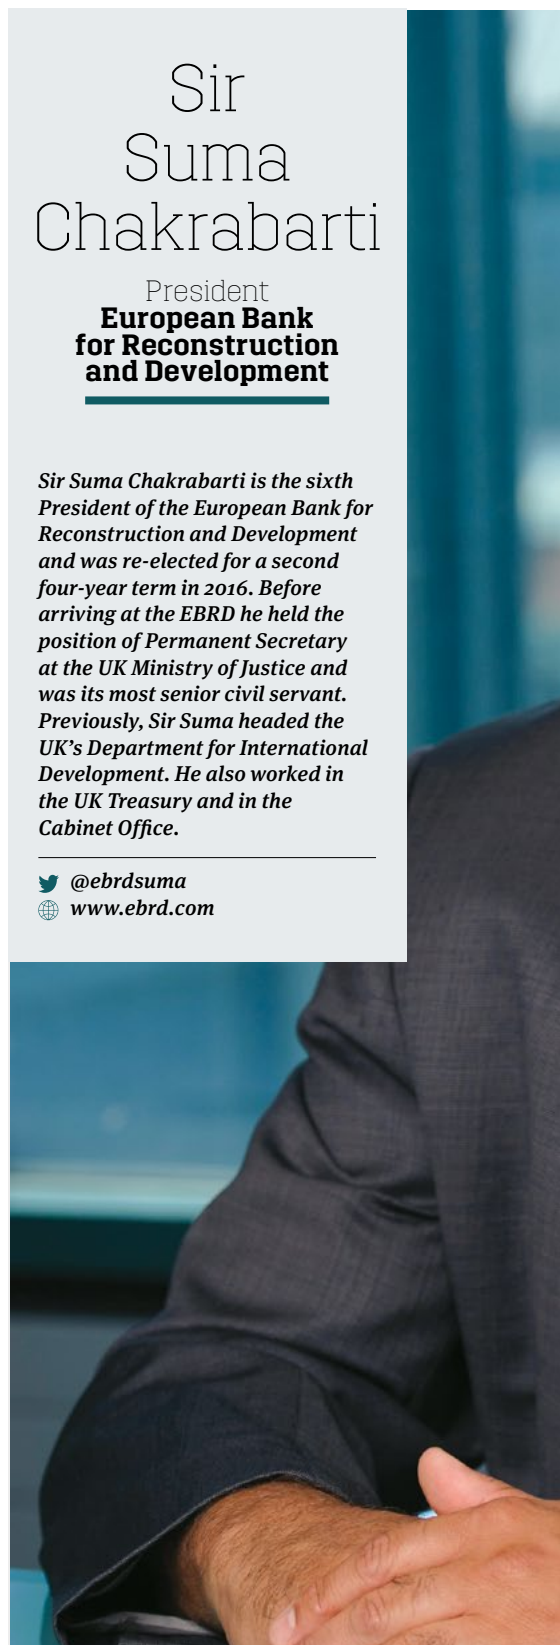 Sir
Suma
Chakrabarti
President
European Bank
for Reconstruction
and Development
Sir Suma Chakrabarti is the sixth
President of the European Bank for
Reconstruction and Development
and was re-elected for a second
four-year term in 2016. Before
arriving at the EBRD he held the
position of Permanent Secretary
at the UK Ministry of Justice and
was its most senior civil servant.
Previously, Sir Suma headed the
UK’s Department for International
Development. He also worked in
the UK Treasury and in the
Cabinet Office.
@ebrdsuma
www.ebrd.com